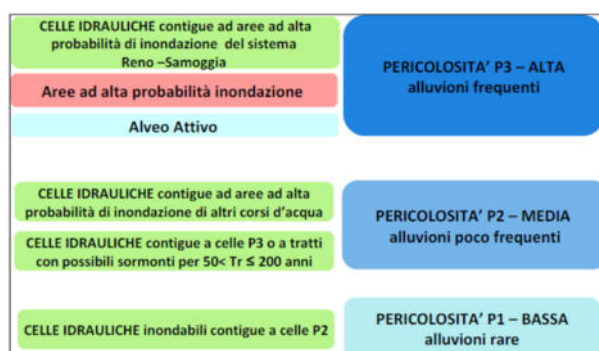 CELLE IDRAULICHE contigue ad aree ad alta
probabilità di inondazione del sistema
Reno –Samoggia
Aree ad alta probabilità inondazione
Alveo Attivo
PERICOLOSITA’ P3 – ALTA
alluvioni frequenti
CELLE IDRAULICHE contigue ad aree ad alta
probabilità di inondazione di altri corsi d’acqua
CELLE IDRAULICHE contigue a celle P3 o a tratti
con possibili sormonti per 50< Tr ≤ 200 anni
PERICOLOSITA’ P2 – MEDIA
alluvioni poco frequenti
CELLE IDRAULICHE inondabili contigue a celle P2
PERICOLOSITA’ P1 – BASSA
alluvioni rare